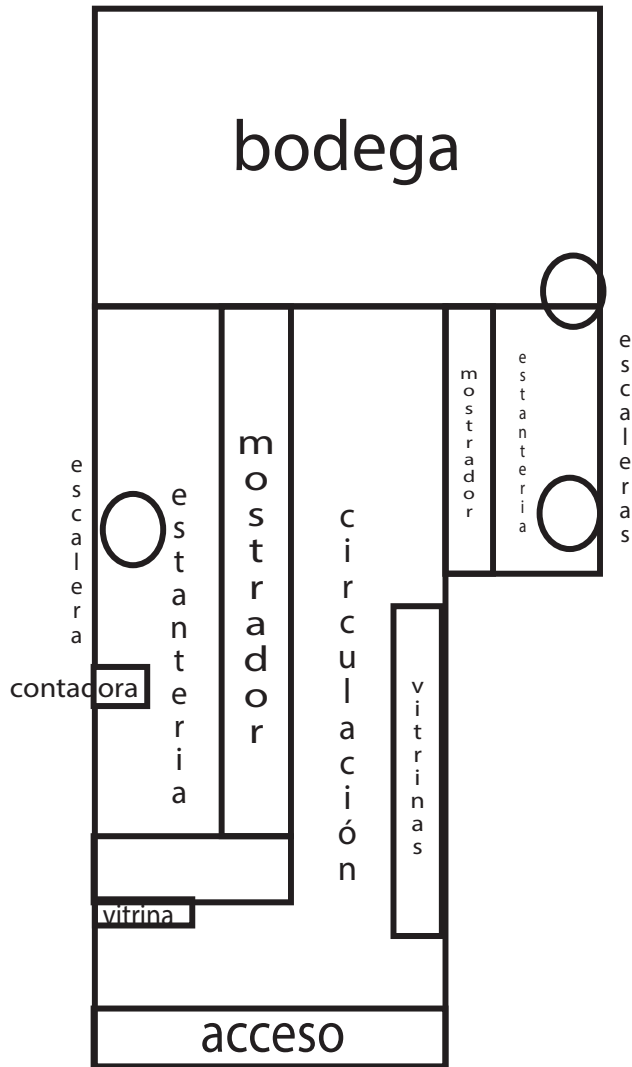 bodega
escaleras
mostrador
estanteria
mostrador
escalera
estanteria
circulación
contadora
vitrinas
vitrina
acceso